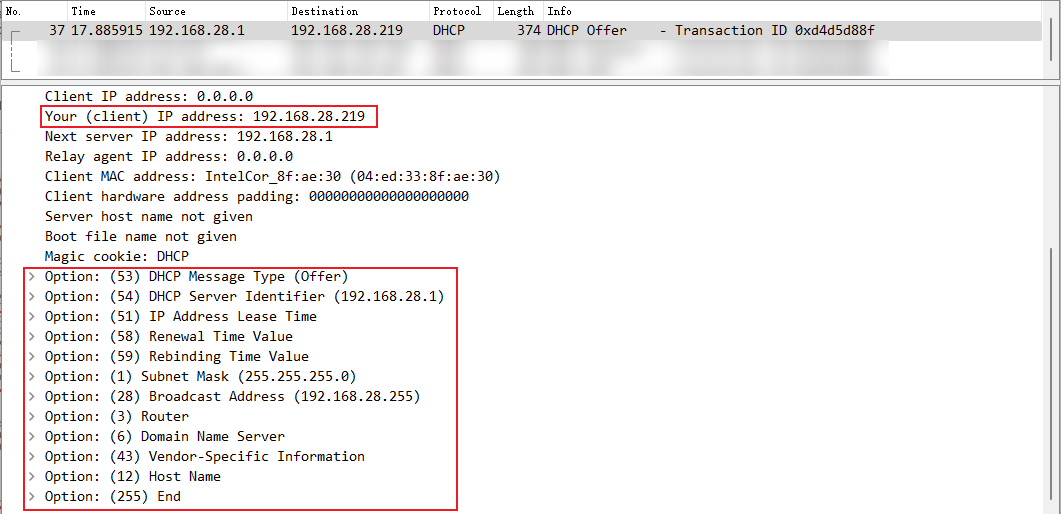 No. Time Source Destination Protocol Length Info
37 17.885915 192.168.28.1 192.168.28.219 DHCP 374 DHCP Offer - Transaction ID 0xd4d5d88f
Client IP address: 0.0.0.0
Your (client) IP address: 192.168.28.219
Next server IP address: 192.168.28.1
Relay agent IP address: 0.0.0.0
Client MAC address: IntelCor_8f:ae:30 (04:ed:33:8f:ae:30)
Client hardware address padding: 00000000000000000000
Server host name not given
Boot file name not given
Magic cookie: DHCP
Option: (53) DHCP Message Type (Offer)
Option: (54) DHCP Server Identifier (192.168.28.1)
Option: (51) IP Address Lease Time
Option: (58) Renewal Time Value
Option: (59) Rebinding Time Value
Option: (1) Subnet Mask (255.255.255.0)
Option: (28) Broadcast Address (192.168.28.255)
Option: (3) Router
Option: (6) Domain Name Server
Option: (43) Vendor-Specific Information
Option: (12) Host Name
Option: (255) End